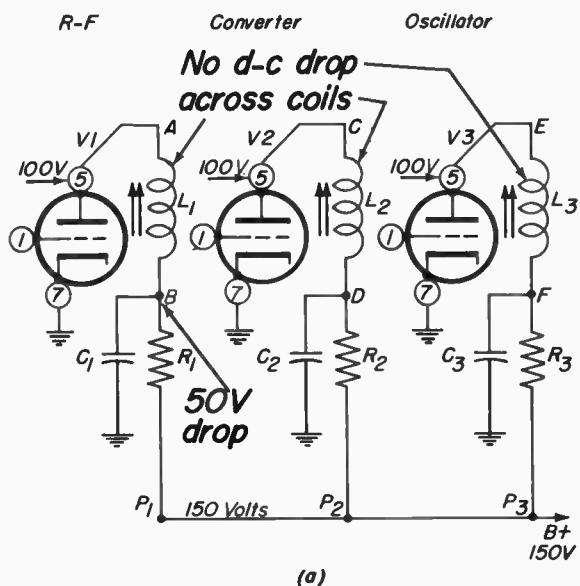 R-F Converter Oscillator
No d-c drop
across coils
V1 A V2 C V3 E
100V 5 100V 5 100V 5
L1 L2 L3
1 1 1
7 7 7
B D F
C1 R1 C2 R2 C3 R3
50V
drop
P1 150 Volts P2 P3
B+
150V
(a)